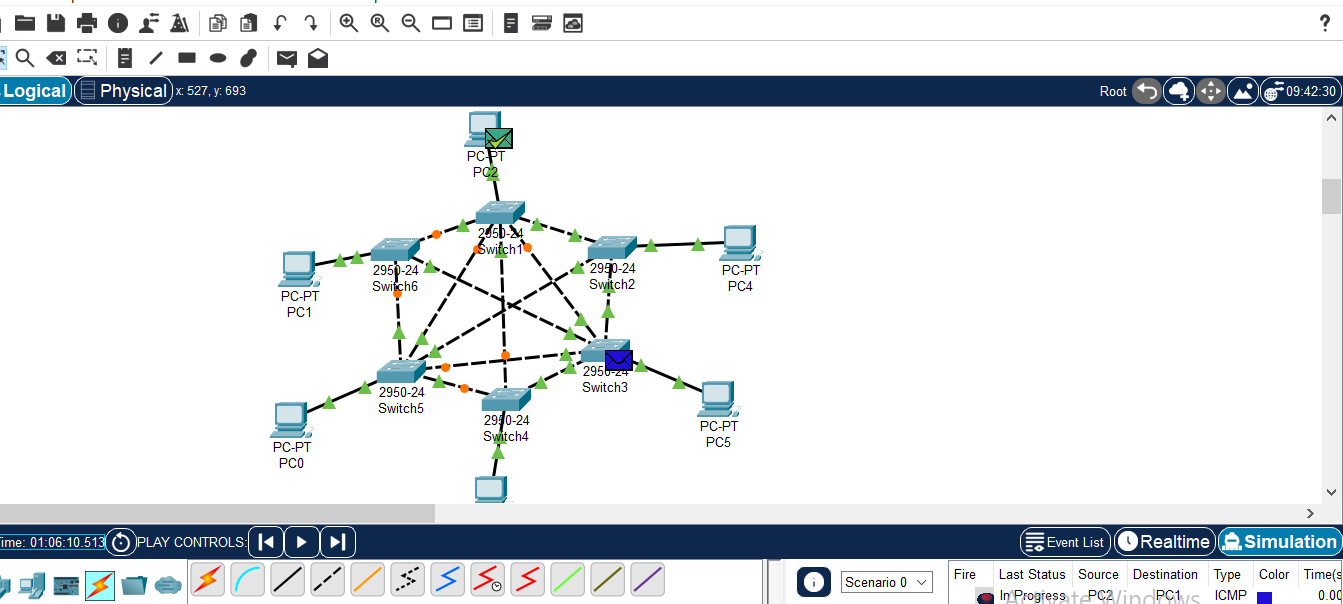 Logical Physical x: 527, y: 693 Root 09:42:30
PC-PT
PC2
2950-24
Switch1
2950-24
Switch6
2950-24
Switch2
PC-PT
PC4
PC-PT
PC1
2950-24
Switch3
2950-24
Switch5
2950-24
Switch4
PC-PT
PC5
PC-PT
PC0
ime: 01:06:10.513 PLAY CONTROLS: Event List Realtime Simulation
Scenario 0
Fire Last Status Source Destination Type Color Time(s
In Progress PC2 PC1 ICMP 0.00
Activate Windows